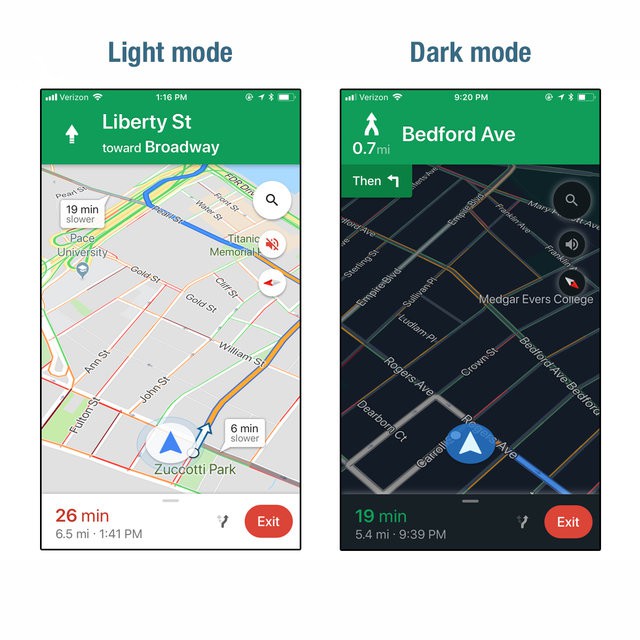 Light mode
Dark mode
Verizon
1:16 PM
Liberty St
toward Broadway
Pearl St
FDR Dr
19 min
slower
Front St
Water St
Pearl St
Pace
University
Titanic
Memorial
Gold St
Cliff St
Gold St
William St
Ann St
John St
Fulton St
6 min
slower
Zuccotti Park
26 min
6.5 mi · 1:41 PM
Exit
Verizon
9:20 PM
0.7 mi
Bedford Ave
Then
Empire Blvd
Franklin Ave
Sterling St
Empire Blvd
Sullivan Pl
Medgar Evers College
Ludlam Pl
Bedford Ave
Bedford
Rogers Ave
Crown St
Dearborn Ct
Carroll
Ave
19 min
5.4 mi · 9:39 PM
Exit